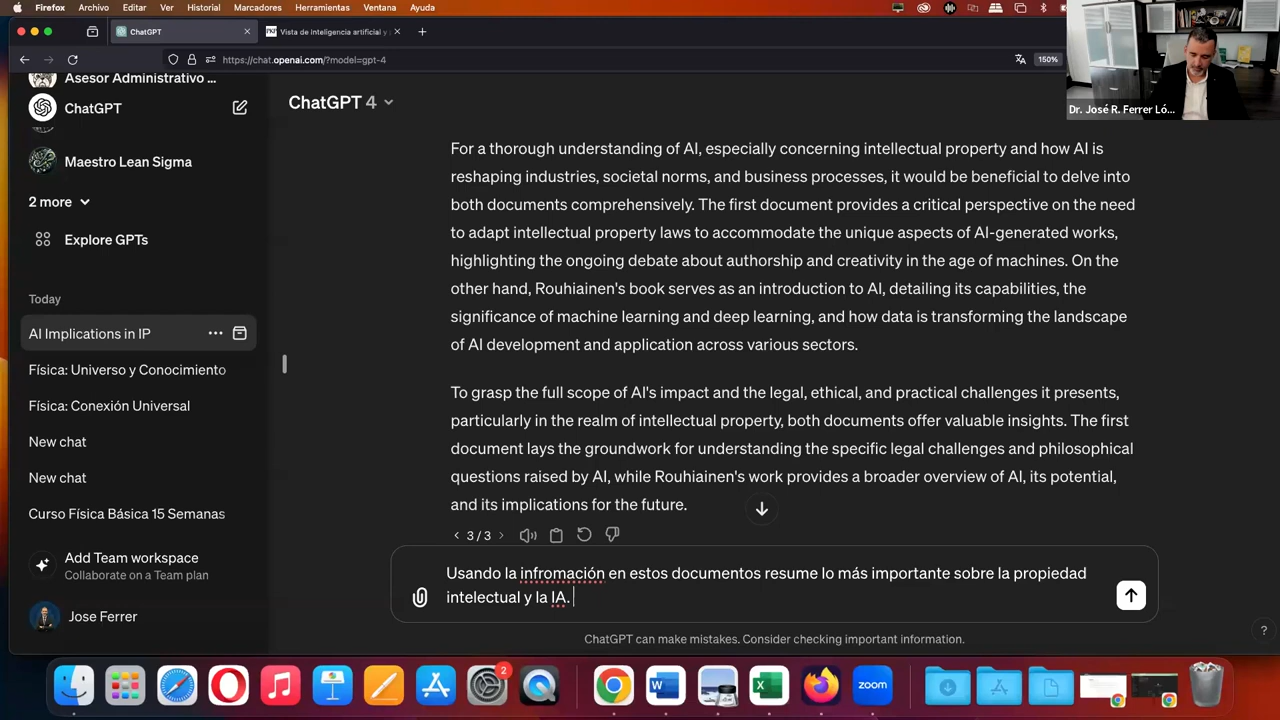 Firefox Archivo Editar Ver Historial Marcadores Herramientas Ventana Ayuda
ChatGPT
Vista de inteligencia artificial y
https://chat.openai.com/?model=gpt-4
150%
Dr. José R. Ferrer Ló...
Asesor Administrativo ...
ChatGPT
Maestro Lean Sigma
2 more
Explore GPTs
Today
AI Implications in IP
Física: Universo y Conocimiento
Física: Conexión Universal
New chat
New chat
Curso Física Básica 15 Semanas
Add Team workspace
Collaborate on a Team plan
Jose Ferrer
ChatGPT 4
For a thorough understanding of AI, especially concerning intellectual property and how AI is
reshaping industries, societal norms, and business processes, it would be beneficial to delve into
both documents comprehensively. The first document provides a critical perspective on the need
to adapt intellectual property laws to accommodate the unique aspects of AI-generated works,
highlighting the ongoing debate about authorship and creativity in the age of machines. On the
other hand, Rouhiainen's book serves as an introduction to AI, detailing its capabilities, the
significance of machine learning and deep learning, and how data is transforming the landscape
of AI development and application across various sectors.
To grasp the full scope of AI's impact and the legal, ethical, and practical challenges it presents,
particularly in the realm of intellectual property, both documents offer valuable insights. The first
document lays the groundwork for understanding the specific legal challenges and philosophical
questions raised by AI, while Rouhiainen's work provides a broader overview of AI, its potential,
and its implications for the future.
3 / 3
Usando la infromación en estos documentos resume lo más importante sobre la propiedad
intelectual y la IA.
ChatGPT can make mistakes. Consider checking important information.
?
2
zoom